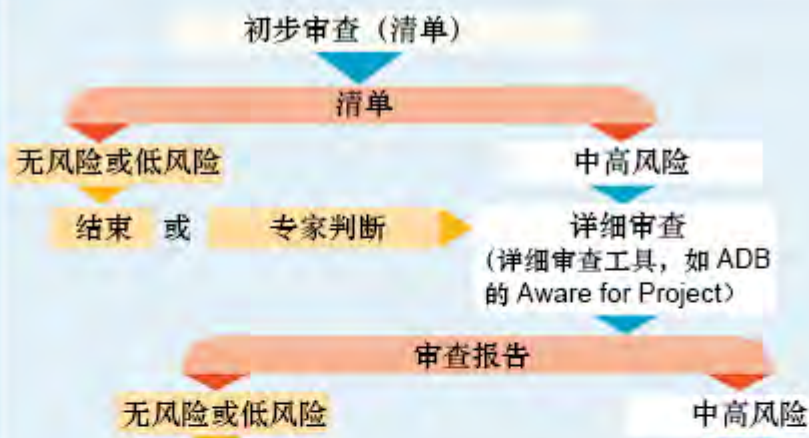 初步审查（清单）
清单
无风险或低风险 中高风险
结束 或 专家判断 详细审查
（详细审查工具，如 ADB
的 Aware for Project）
审查报告
无风险或低风险 中高风险